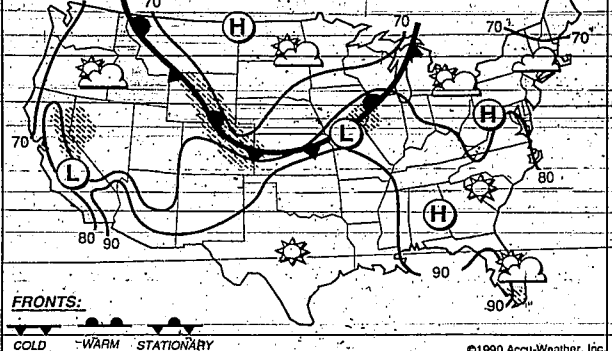 70
H
70
70
70
H
70
L
L
80
H
80 90
90
90
FRONTS:
COLD WARM STATIONARY
©1990 Accu-Weather, Inc.